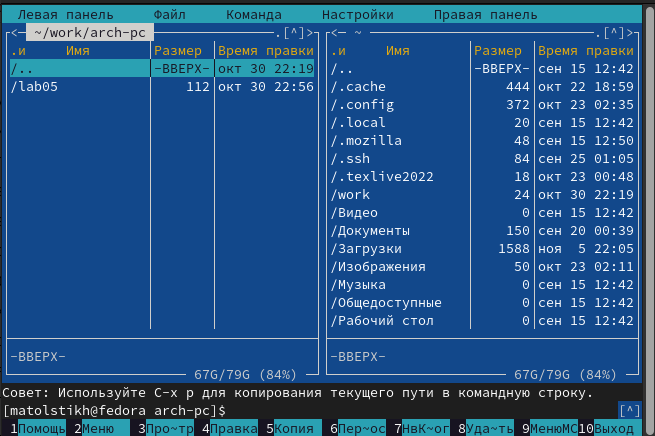 Левая панель Файл Команда Настройки Правая панель
<─ ~/work/arch-pc ─.[^]>
.и Имя Размер Время правки
/.. -ВВЕРХ- окт 30 22:19
/lab05 112 окт 30 22:56
-ВВЕРХ-
67G/79G (84%)
<─ ~ ─.[^]>
.и Имя Размер Время правки
/.. -ВВЕРХ- сен 15 12:42
/.cache 444 окт 22 18:59
/.config 372 окт 23 02:35
/.local 20 сен 15 12:42
/.mozilla 48 сен 15 12:50
/.ssh 84 сен 25 01:05
/.texlive2022 18 окт 23 00:48
/work 24 окт 30 22:19
/Видео 0 сен 15 12:42
/Документы 150 сен 20 00:39
/Загрузки 1588 ноя 5 22:05
/Изображения 50 окт 23 02:11
/Музыка 0 сен 15 12:42
/Общедоступные 0 сен 15 12:42
/Рабочий стол 0 сен 15 12:42
-ВВЕРХ-
67G/79G (84%)
Совет: Используйте C-x p для копирования текущего пути в командную строку.
[matolstikh@fedora arch-pc]$ [^]
1Помощь 2Меню 3Про~тр 4Правка 5Копия 6Пер~ос 7НвК~ог 8Уда~ть 9МенюMC 10Выход